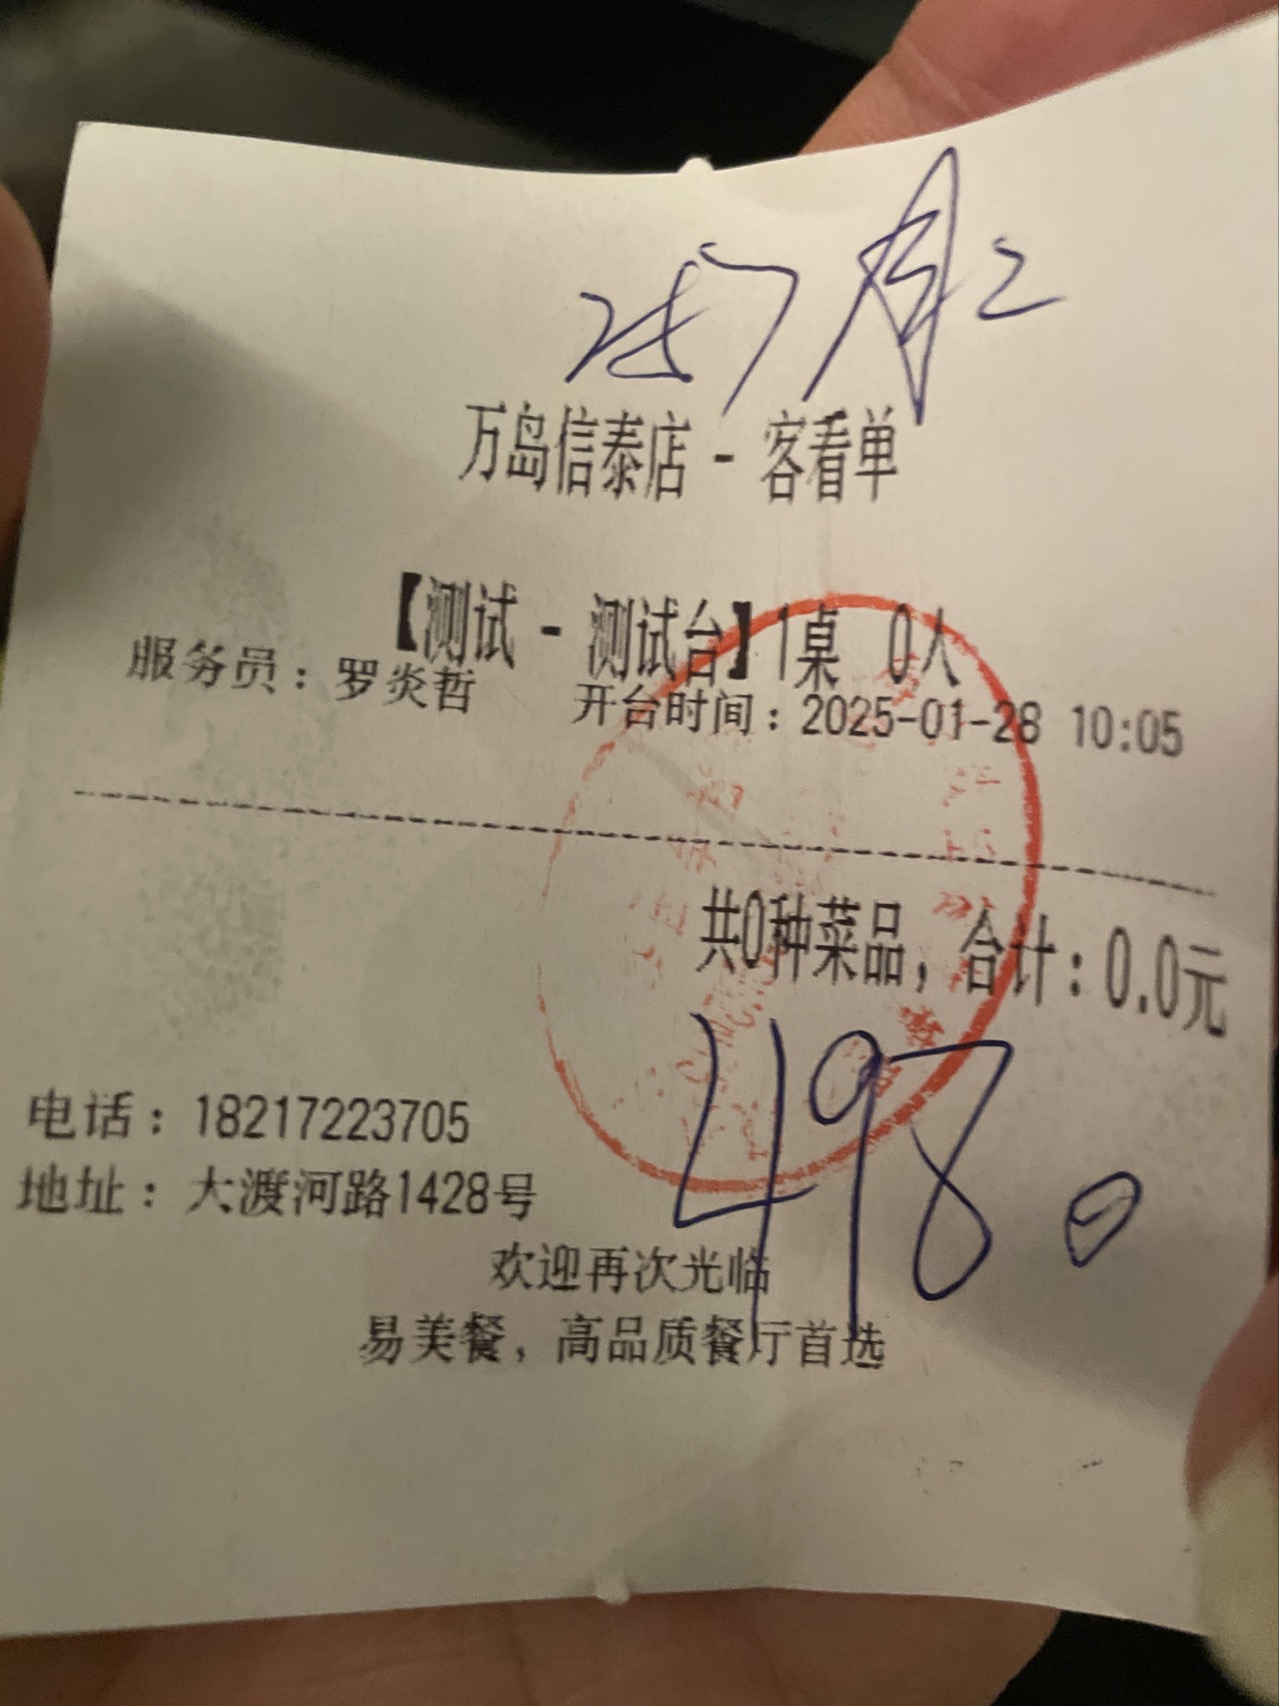 万岛信泰店 - 客看单
【测试 - 测试台】1桌 0人
服务员：罗炎哲 开台时间：2025-01-28 10:05
共0种菜品，合计：0.0元
498
电话：18217223705
地址：大渡河路1428号
欢迎再次光临
易美餐，高品质餐厅首选